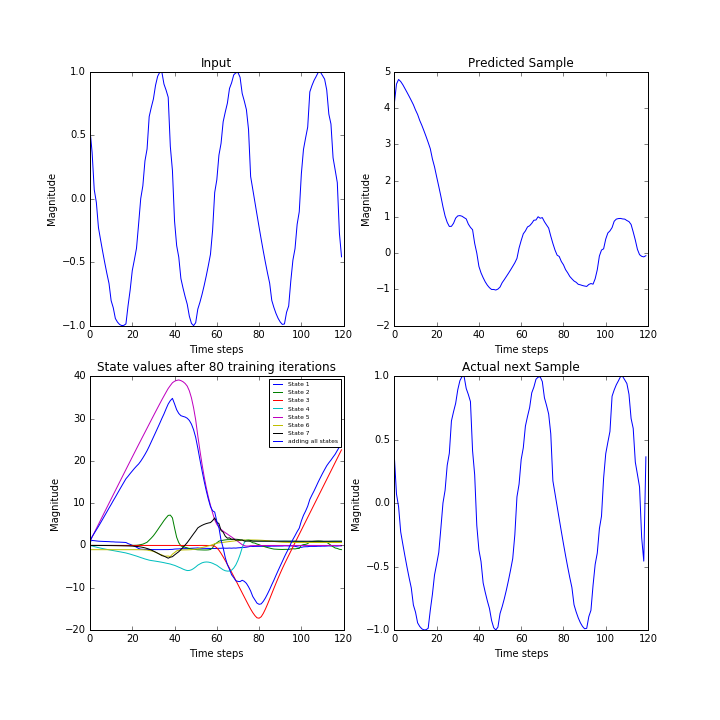 Input
Magnitude
1.0
0.5
0.0
−0.5
−1.0
0 20 40 60 80 100 120
Time steps
Predicted Sample
Magnitude
5
4
3
2
1
0
−1
−2
0 20 40 60 80 100 120
Time steps
State values after 80 training iterations
Magnitude
40
30
20
10
0
−10
−20
0 20 40 60 80 100 120
Time steps
State 1
State 2
State 3
State 4
State 5
State 6
State 7
adding all states
Actual next Sample
Magnitude
1.0
0.5
0.0
−0.5
−1.0
0 20 40 60 80 100 120
Time steps